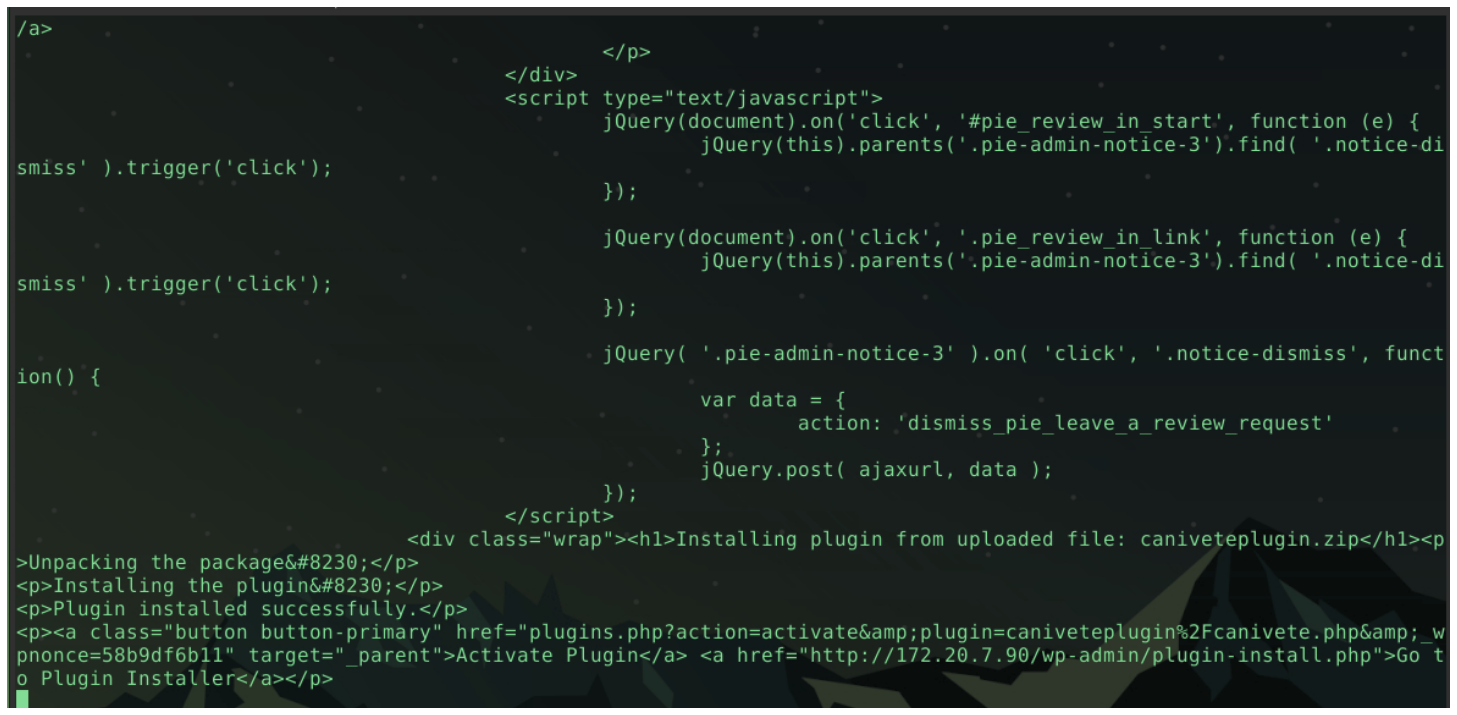 /a>
</p>
</div>
<script type="text/javascript">
jQuery(document).on('click', '#pie_review_in_start', function (e) {
jQuery(this).parents('.pie-admin-notice-3').find( '.notice-di
smiss' ).trigger('click');
});
jQuery(document).on('click', '.pie_review_in_link', function (e) {
jQuery(this).parents('.pie-admin-notice-3').find( '.notice-di
smiss' ).trigger('click');
});
jQuery( '.pie-admin-notice-3' ).on( 'click', '.notice-dismiss', funct
ion() {
var data = {
action: 'dismiss_pie_leave_a_review_request'
};
jQuery.post( ajaxurl, data );
});
</script>
<div class="wrap"><h1>Installing plugin from uploaded file: caniveteplugin.zip</h1><p
>Unpacking the package&#8230;</p>
<p>Installing the plugin&#8230;</p>
<p>Plugin installed successfully.</p>
<p><a class="button button-primary" href="plugins.php?action=activate&amp;plugin=caniveteplugin%2Fcanivete.php&amp;_w
pnonce=58b9df6b11" target="_parent">Activate Plugin</a> <a href="http://172.20.7.90/wp-admin/plugin-install.php">Go t
o Plugin Installer</a></p>